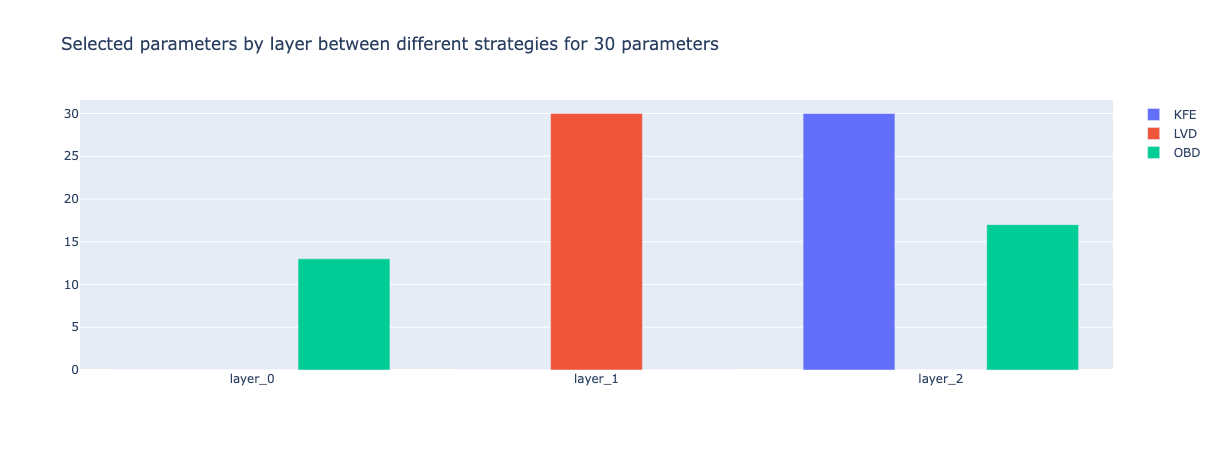 Selected parameters by layer between different strategies for 30 parameters
30
25
20
15
10
5
0
layer_0
layer_1
layer_2
KFE
LVD
OBD